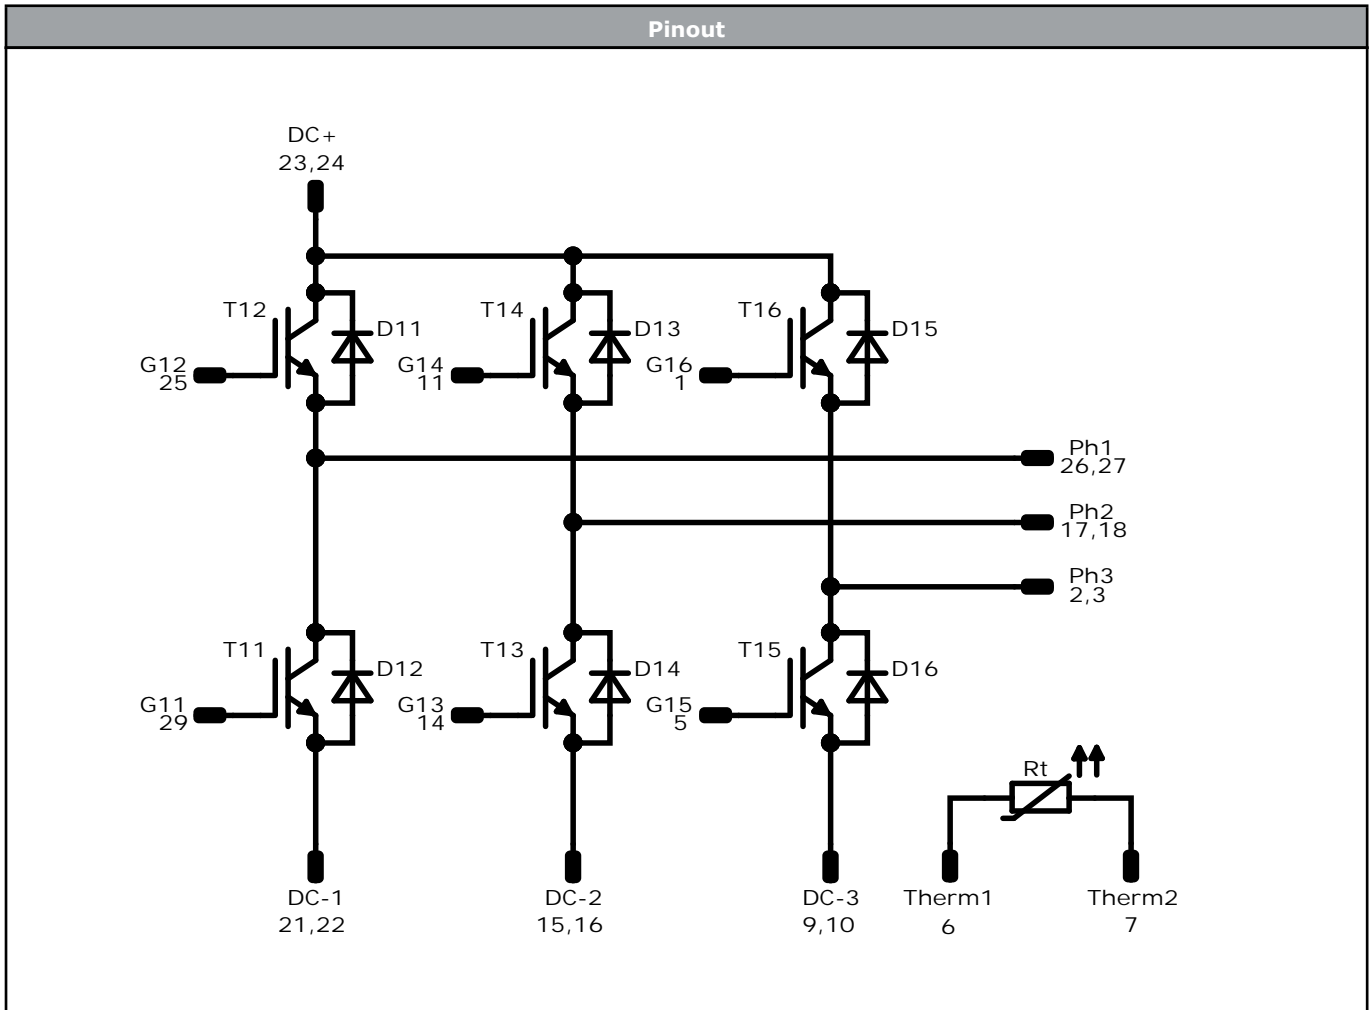 Pinout
DC+
23,24
T12
D11
G12
25
T14
D13
G14
11
T16
D15
G16
1
Ph1
26,27
Ph2
17,18
Ph3
2,3
T11
D12
G11
29
T13
D14
G13
14
T15
D16
G15
5
Rt
DC-1
21,22
DC-2
15,16
DC-3
9,10
Therm1
6
Therm2
7